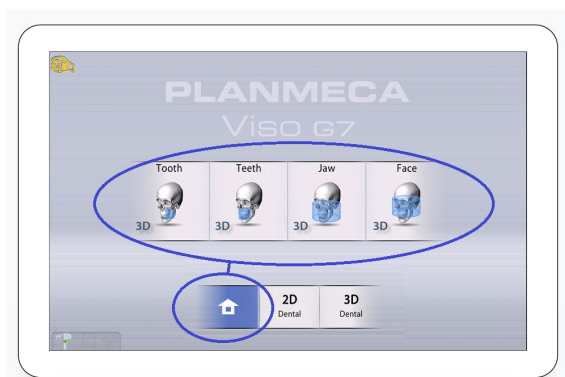 PLANMECA
Viso G7
Tooth Teeth Jaw Face
3D 3D 3D 3D
2D 3D
Dental Dental